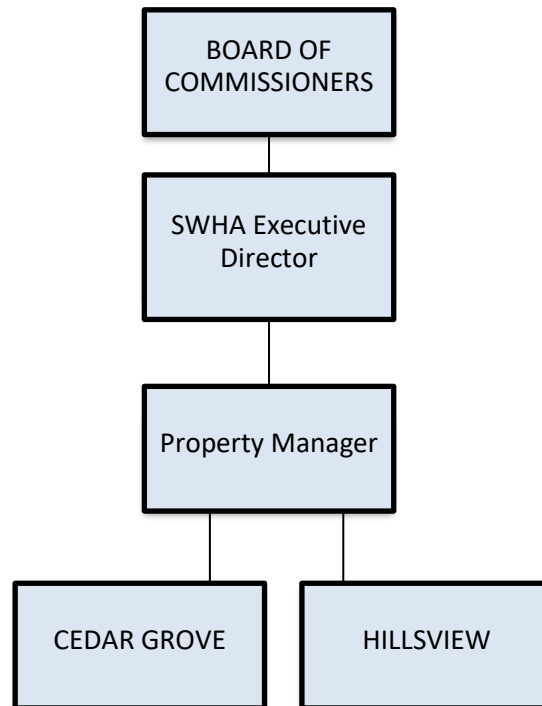 BOARD OF
COMMISSIONERS
SWHA Executive
Director
Property Manager
CEDAR GROVE
HILLSVIEW